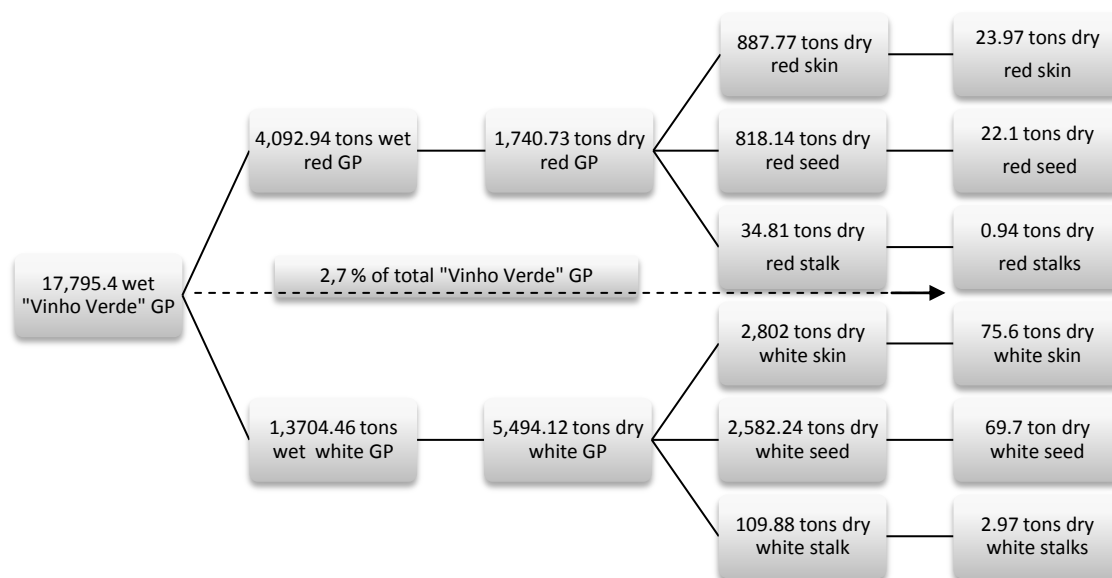 887.77 tons dry
red skin
23.97 tons dry
red skin
4,092.94 tons wet
red GP
1,740.73 tons dry
red GP
818.14 tons dry
red seed
22.1 tons dry
red seed
34.81 tons dry
red stalk
0.94 tons dry
red stalks
17,795.4 wet
"Vinho Verde" GP
2,7 % of total "Vinho Verde" GP
2,802 tons dry
white skin
75.6 tons dry
white skin
1,3704.46 tons
wet white GP
5,494.12 tons dry
white GP
2,582.24 tons dry
white seed
69.7 ton dry
white seed
109.88 tons dry
white stalk
2.97 tons dry
white stalks